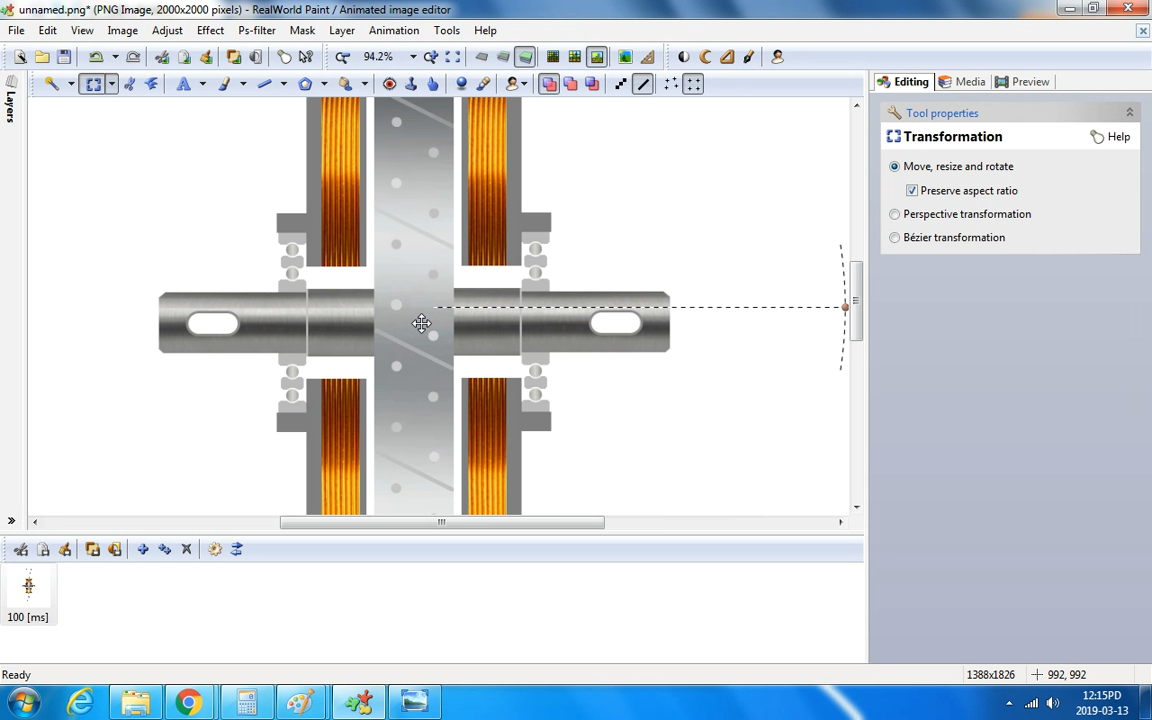 unnamed.png* (PNG Image, 2000x2000 pixels) - RealWorld Paint / Animated image editor
File Edit View Image Adjust Effect Ps-filter Mask Layer Animation Tools Help
94.2%
Layers
Editing Media Preview
Tool properties
Transformation Help
Move, resize and rotate
Preserve aspect ratio
Perspective transformation
Bézier transformation
100 [ms]
Ready 1388x1826 992, 992
12:15PD
2019-03-13